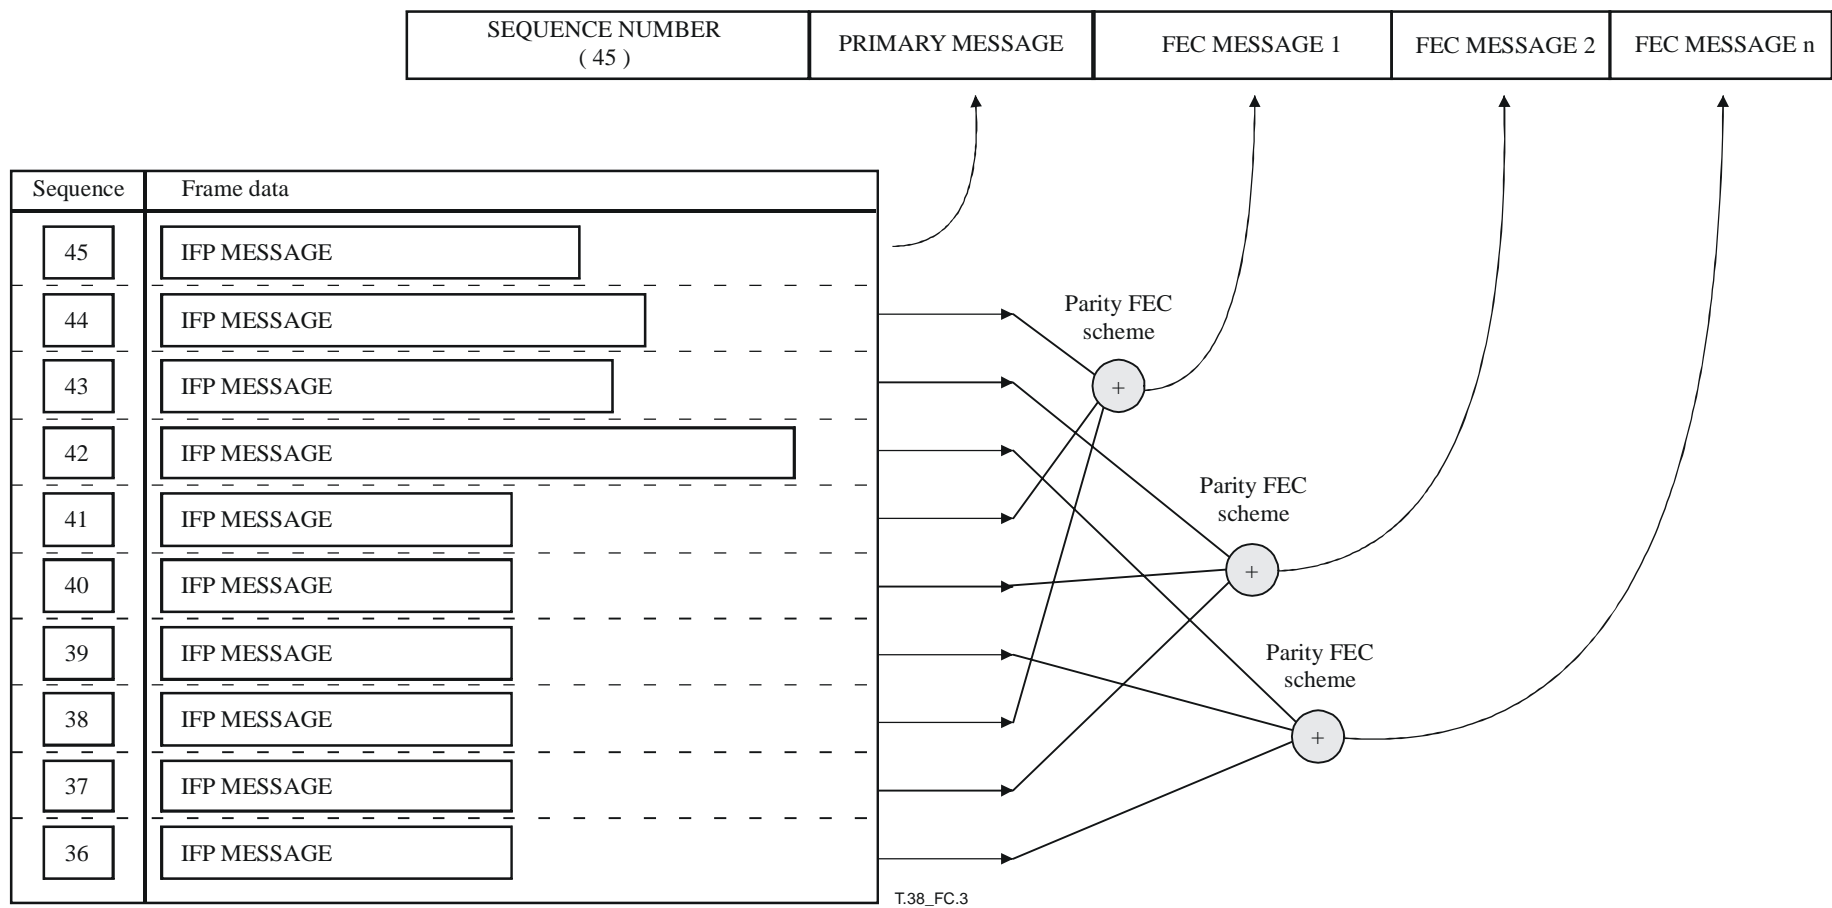 SEQUENCE NUMBER
( 45 )
PRIMARY MESSAGE
FEC MESSAGE 1
FEC MESSAGE 2
FEC MESSAGE n
Sequence
Frame data
45
IFP MESSAGE
44
IFP MESSAGE
43
IFP MESSAGE
42
IFP MESSAGE
41
IFP MESSAGE
40
IFP MESSAGE
39
IFP MESSAGE
38
IFP MESSAGE
37
IFP MESSAGE
36
IFP MESSAGE
Parity FEC
scheme
+
Parity FEC
scheme
+
Parity FEC
scheme
+
T.38_FC.3